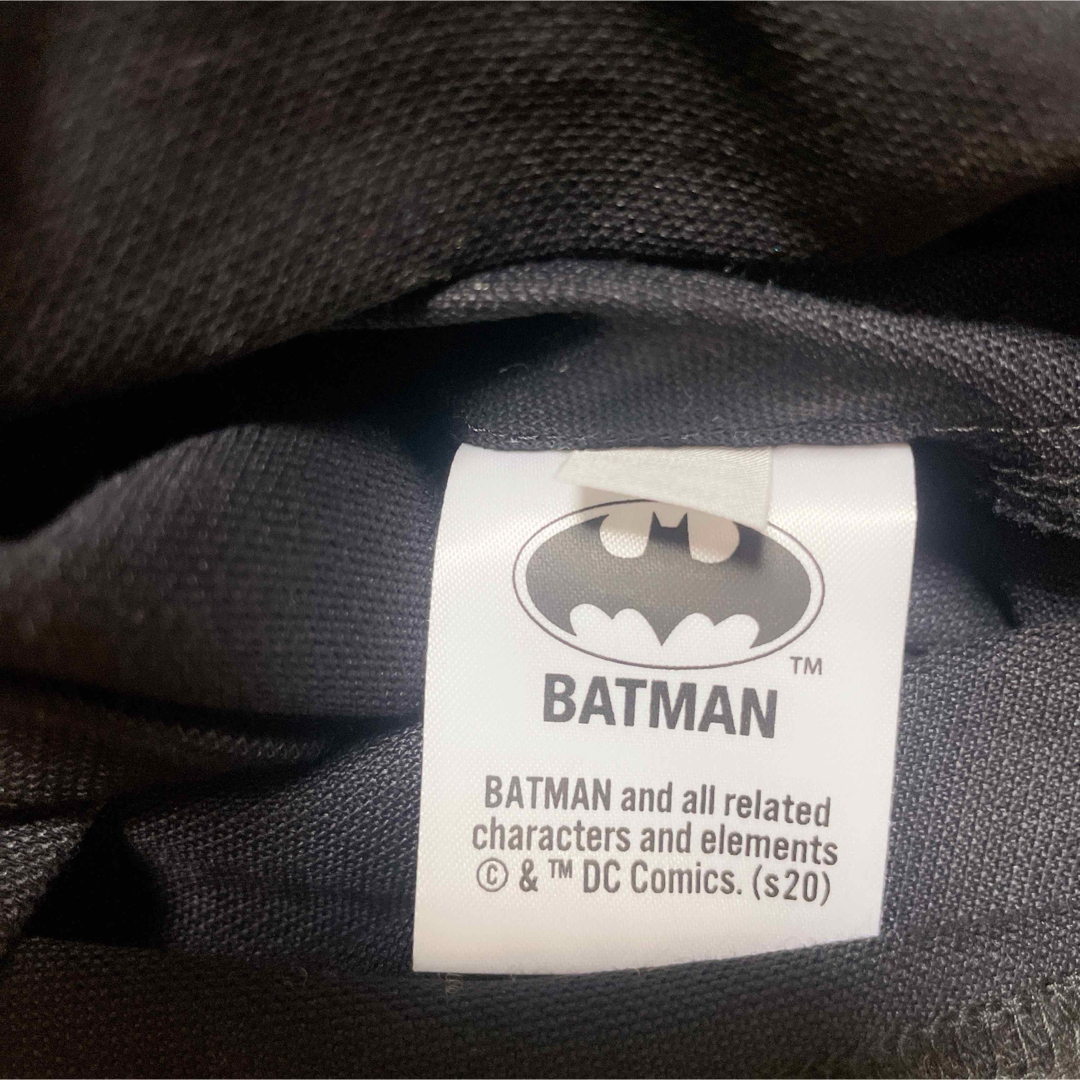 TM
BATMAN
BATMAN and all related
characters and elements
© & ™ DC Comics. (s20)